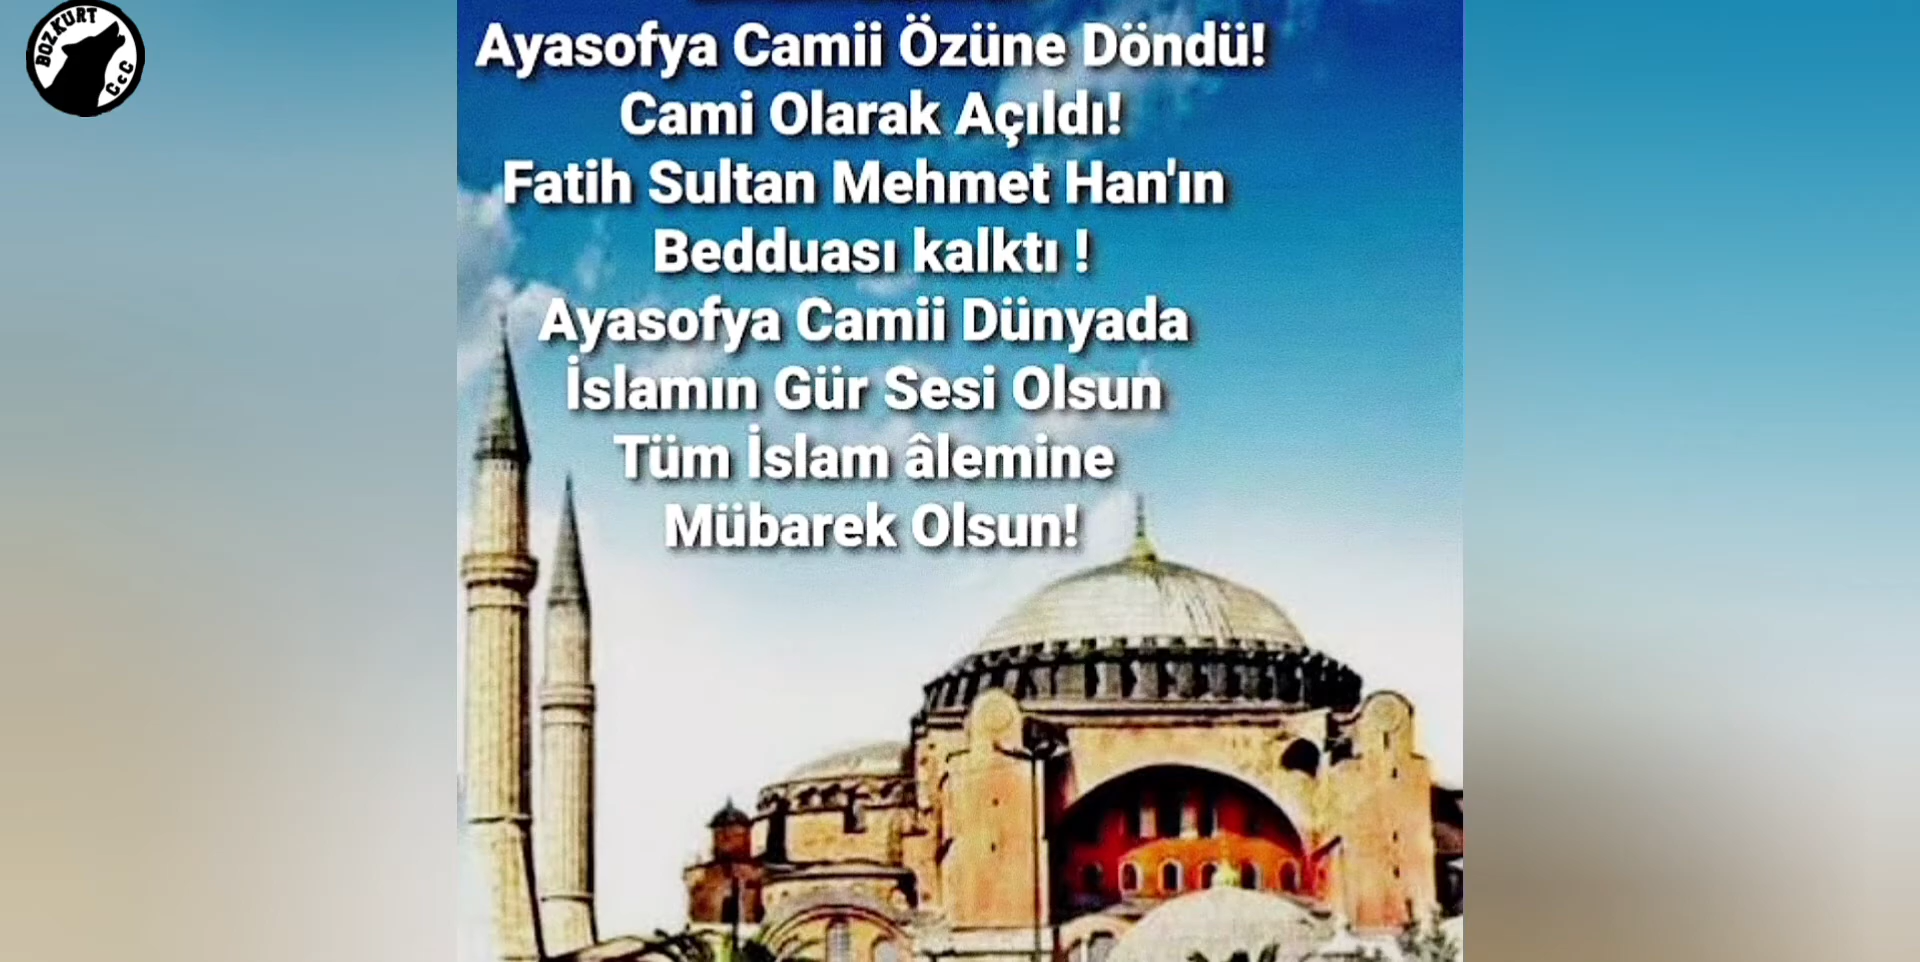 BOZKURT
CcC
Ayasofya Camii Özüne Döndü!
Cami Olarak Açıldı!
Fatih Sultan Mehmet Han'ın
Bedduası kalktı !
Ayasofya Camii Dünyada
İslamın Gür Sesi Olsun
Tüm İslam âlemine
Mübarek Olsun!